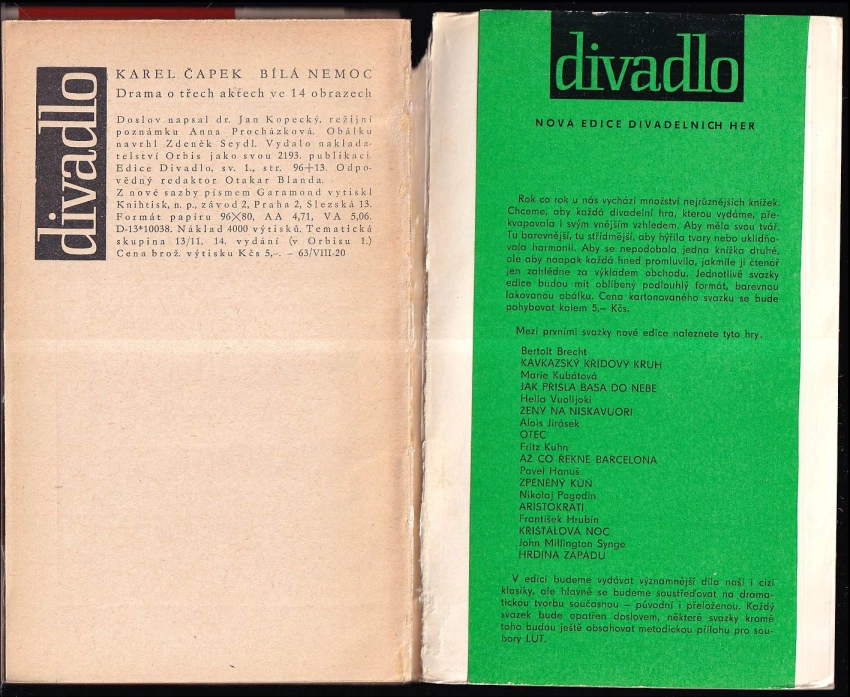 divadlo
KAREL ČAPEK BÍLÁ NEMOC
Drama o třech aktech ve 14 obrazech
Doslov napsal dr. Jan Kopecký, režijní
poznámku Anna Procházková. Obálku
navrhl Zdeněk Seydl. Vydalo naklada-
telství Orbis jako svou 2193. publikaci.
Edice Divadlo, sv. 1., str. 96+13. Odpo-
vědný redaktor Otakar Blanda.
Z nové sazby písmem Garamond vytiskl
Knihtisk, n. p., závod 2, Praha 2, Slezská 13.
Formát papíru 96×80, AA 4,71, VA 5,06.
D-13*10038. Náklad 4000 výtisků. Tematická
skupina 13/11. 14. vydání (v Orbisu 1.)
Cena brož. výtisku Kčs 5,–. – 63/VIII-20
divadlo
NOVÁ EDICE DIVADELNÍCH HER
Rok co rok u nás vychází množství nejrůznějších knížek.
Chceme, aby každá divadelní hra, kterou vydáme, pře-
kvapovala i svým vnějším vzhledem. Aby měla svou tvář.
Tu barevnější, tu střídmější, aby hýřila tvary nebo uklidňo-
vala harmonií. Aby se nepodobala jedna knížka druhé,
ale aby naopak každá hned promluvila, jakmile ji čtenář
jen zahlédne za výkladem obchodu. Jednotlivé svazky
edice budou mít oblíbený podlouhlý formát, barevnou
lakovanou obálku. Cena kartonovaného svazku se bude
pohybovat kolem 5,– Kčs.
Mezi prvními svazky nové edice naleznete tyto hry.
Bertolt Brecht
KAVKAZSKÝ KŘÍDOVÝ KRUH
Marie Kubátová
JAK PŘIŠLA BASA DO NEBE
Hella Vuolijoki
ŽENY NA NISKAVUORI
Alois Jirásek
OTEC
Fritz Kuhn
AŽ CO ŘEKNE BARCELONA
Pavel Hanuš
ZPĚNĚNÝ KŮŇ
Nikolaj Pogodin
ARISTOKRATI
František Hrubín
KŘIŠŤÁLOVÁ NOC
John Millington Synge
HRDINA ZÁPADU
V edici budeme vydávat významnější díla naší i cizí
klasiky, ale hlavně se budeme soustřeďovat na drama-
tickou tvorbu současnou – původní i přeloženou. Každý
svazek bude opatřen doslovem, některé svazky kromě
toho budou ještě obsahovat metodickou přílohu pro sou-
bory LUT.